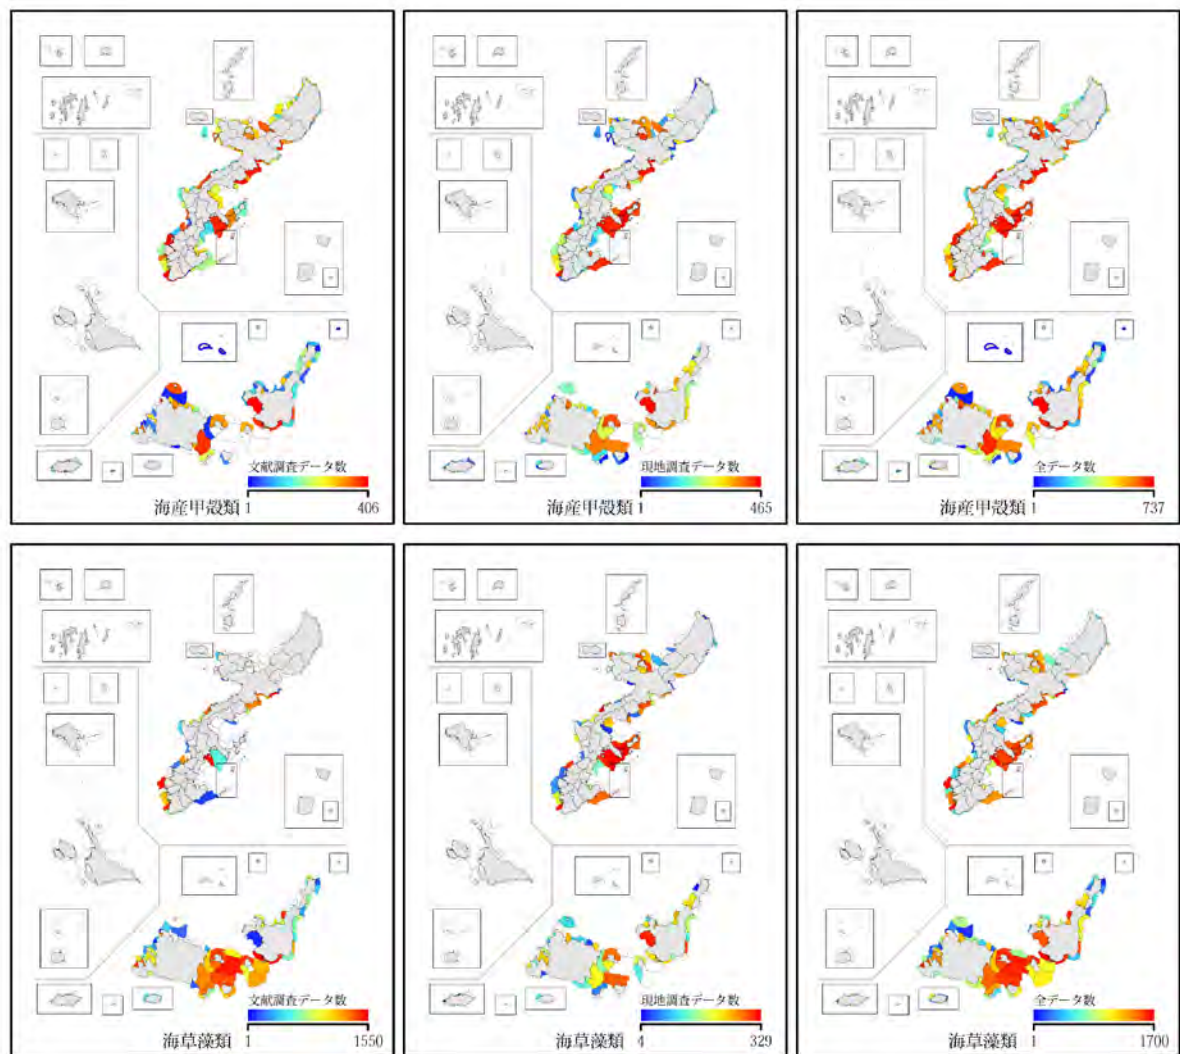 文献調査データ数
海産甲殻類 1 406
現地調査データ数
海産甲殻類 1 465
全データ数
海産甲殻類 1 737
文献調査データ数
海草藻類 1 1550
現地調査データ数
海草藻類 4 329
全データ数
海草藻類 1 1700